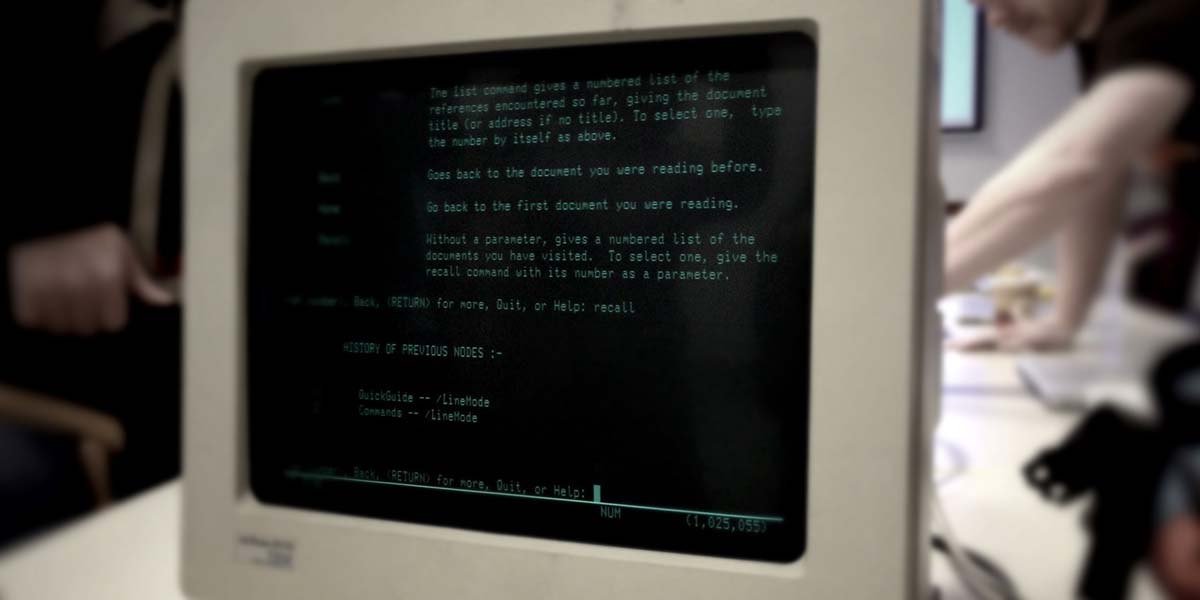 The list command gives a numbered list of the
references encountered so far, giving the document
title (or address if no title). To select one, type
the number by itself as above.
Back
Goes back to the document you were reading before.
Home
Go back to the first document you were reading.
Recall
Without a parameter, gives a numbered list of the
documents you have visited. To select one, give the
recall command with its number as a parameter.
Back, <RETURN> for more, Quit, or Help: recall
HISTORY OF PREVIOUS NODES :-
QuickGuide -- /LineMode
Commands -- /LineMode
Back, <RETURN> for more, Quit, or Help:
NUM (1,025,055)